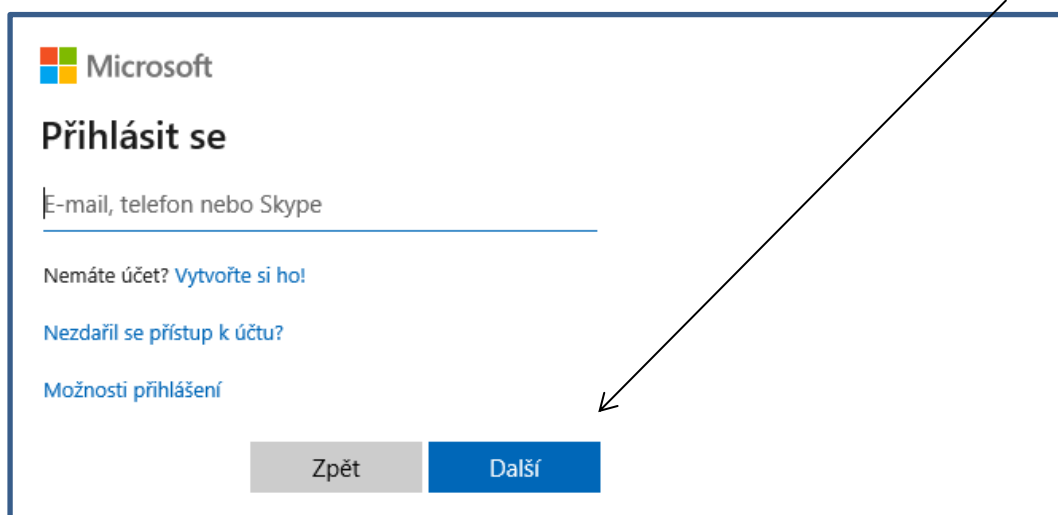 Microsoft
Přihlásit se
E-mail, telefon nebo Skype
Nemáte účet? Vytvořte si ho!
Nezdařil se přístup k účtu?
Možnosti přihlášení
Zpět Další